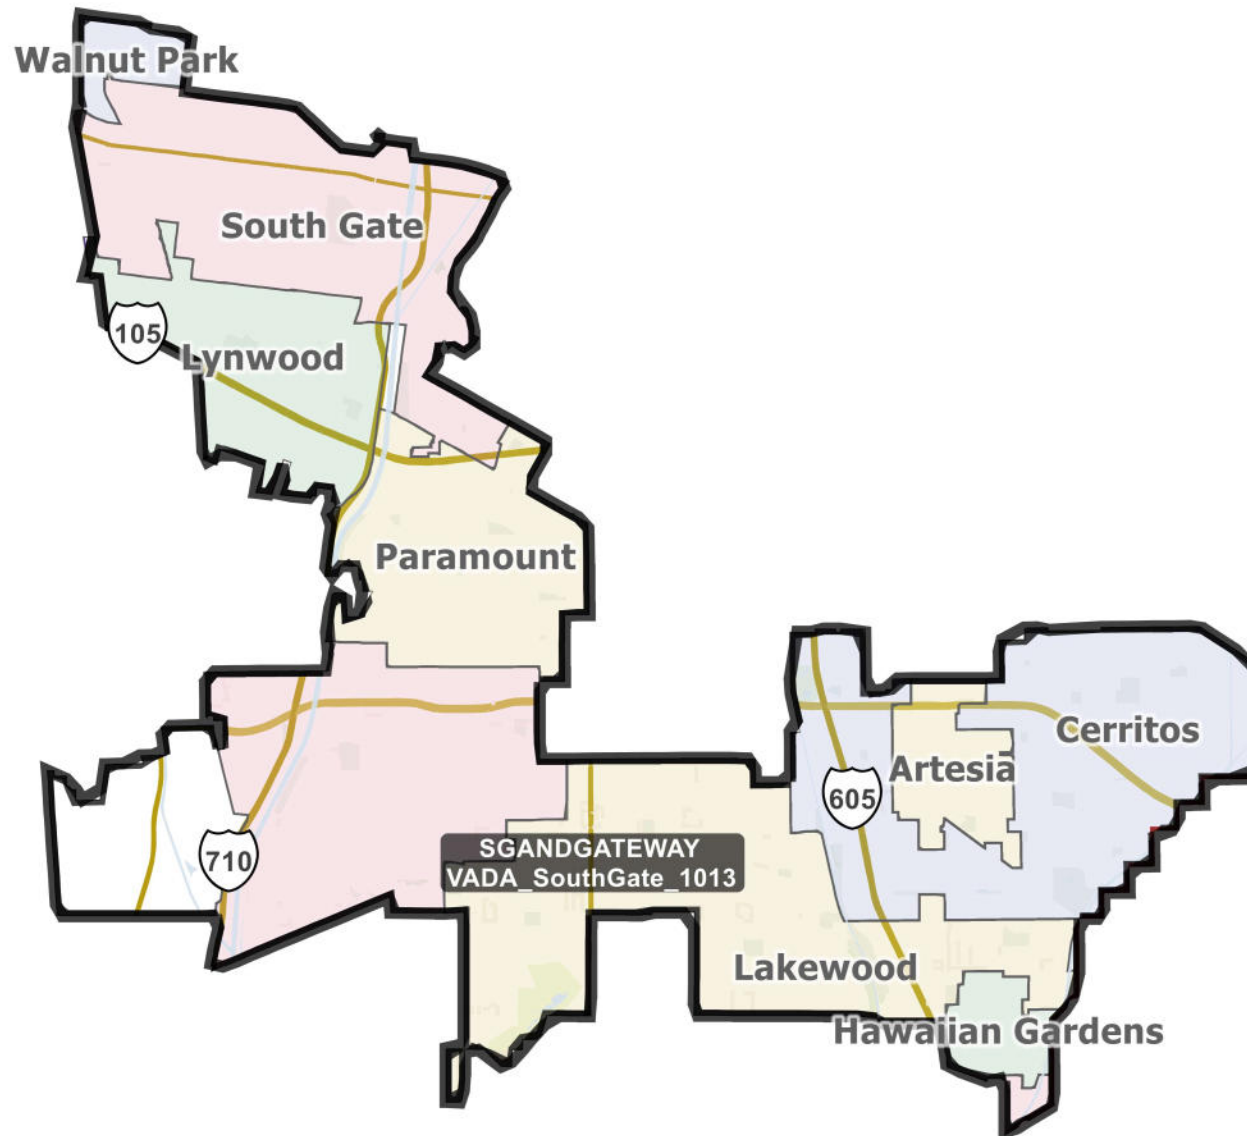 Walnut Park
South Gate
105
Lynwood
Paramount
Cerritos
Artesia
605
SGANDGATEWAY
VADA_SouthGate_1013
710
Lakewood
Hawaiian Gardens